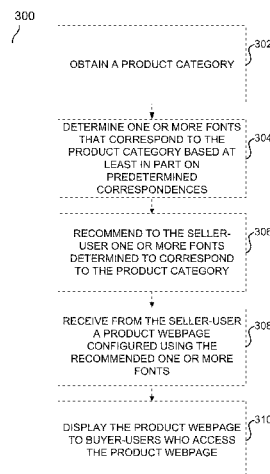 300
302
OBTAIN A PRODUCT CATEGORY
DETERMINE ONE OR MORE FONTS
THAT CORRESPOND TO THE
PRODUCT CATEGORY BASED AT
LEAST IN PART ON
PREDETERMINED
CORRESPONDENCES
304
RECOMMEND TO THE SELLER-
USER ONE OR MORE FONTS
DETERMINED TO CORRESPOND
TO THE PRODUCT CATEGORY
306
RECEIVE FROM THE SELLER-USER
A PRODUCT WEBPAGE
CONFIGURED USING THE
RECOMMENDED ONE OR MORE
FONTS
308
DISPLAY THE PRODUCT WEBPAGE
TO BUYER-USERS WHO ACCESS
THE PRODUCT WEBPAGE
310